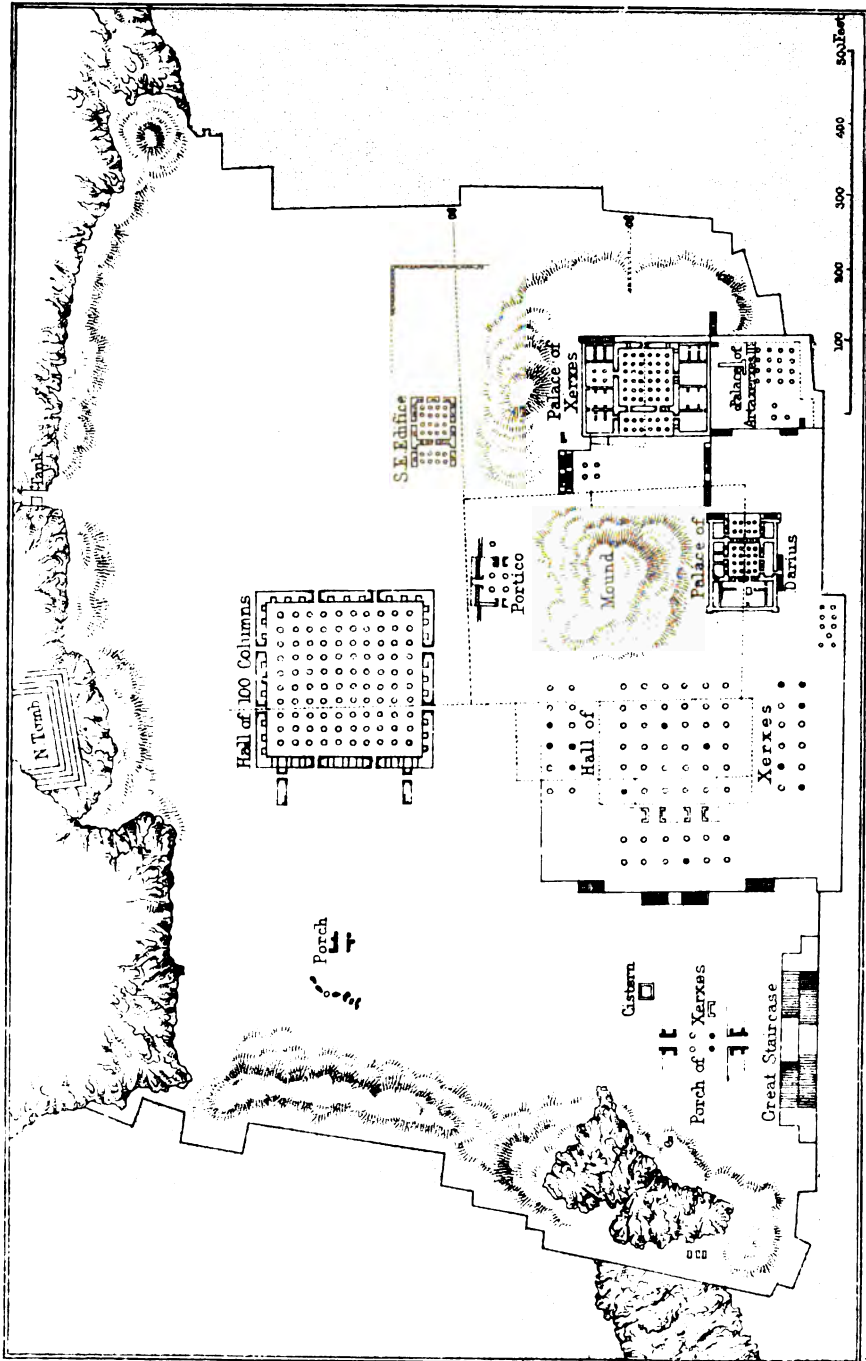 N Tomb
Tank
Hall of 100 Columns
S.E. Edifice
Porch
Portico
Mound
Palace of
Xerxes
Palace of
Artaxerxes III
Palace of
Darius
Hall of
Xerxes
Cistern
Porch of
Xerxes
Great Staircase
100
200
300
400
500 Feet